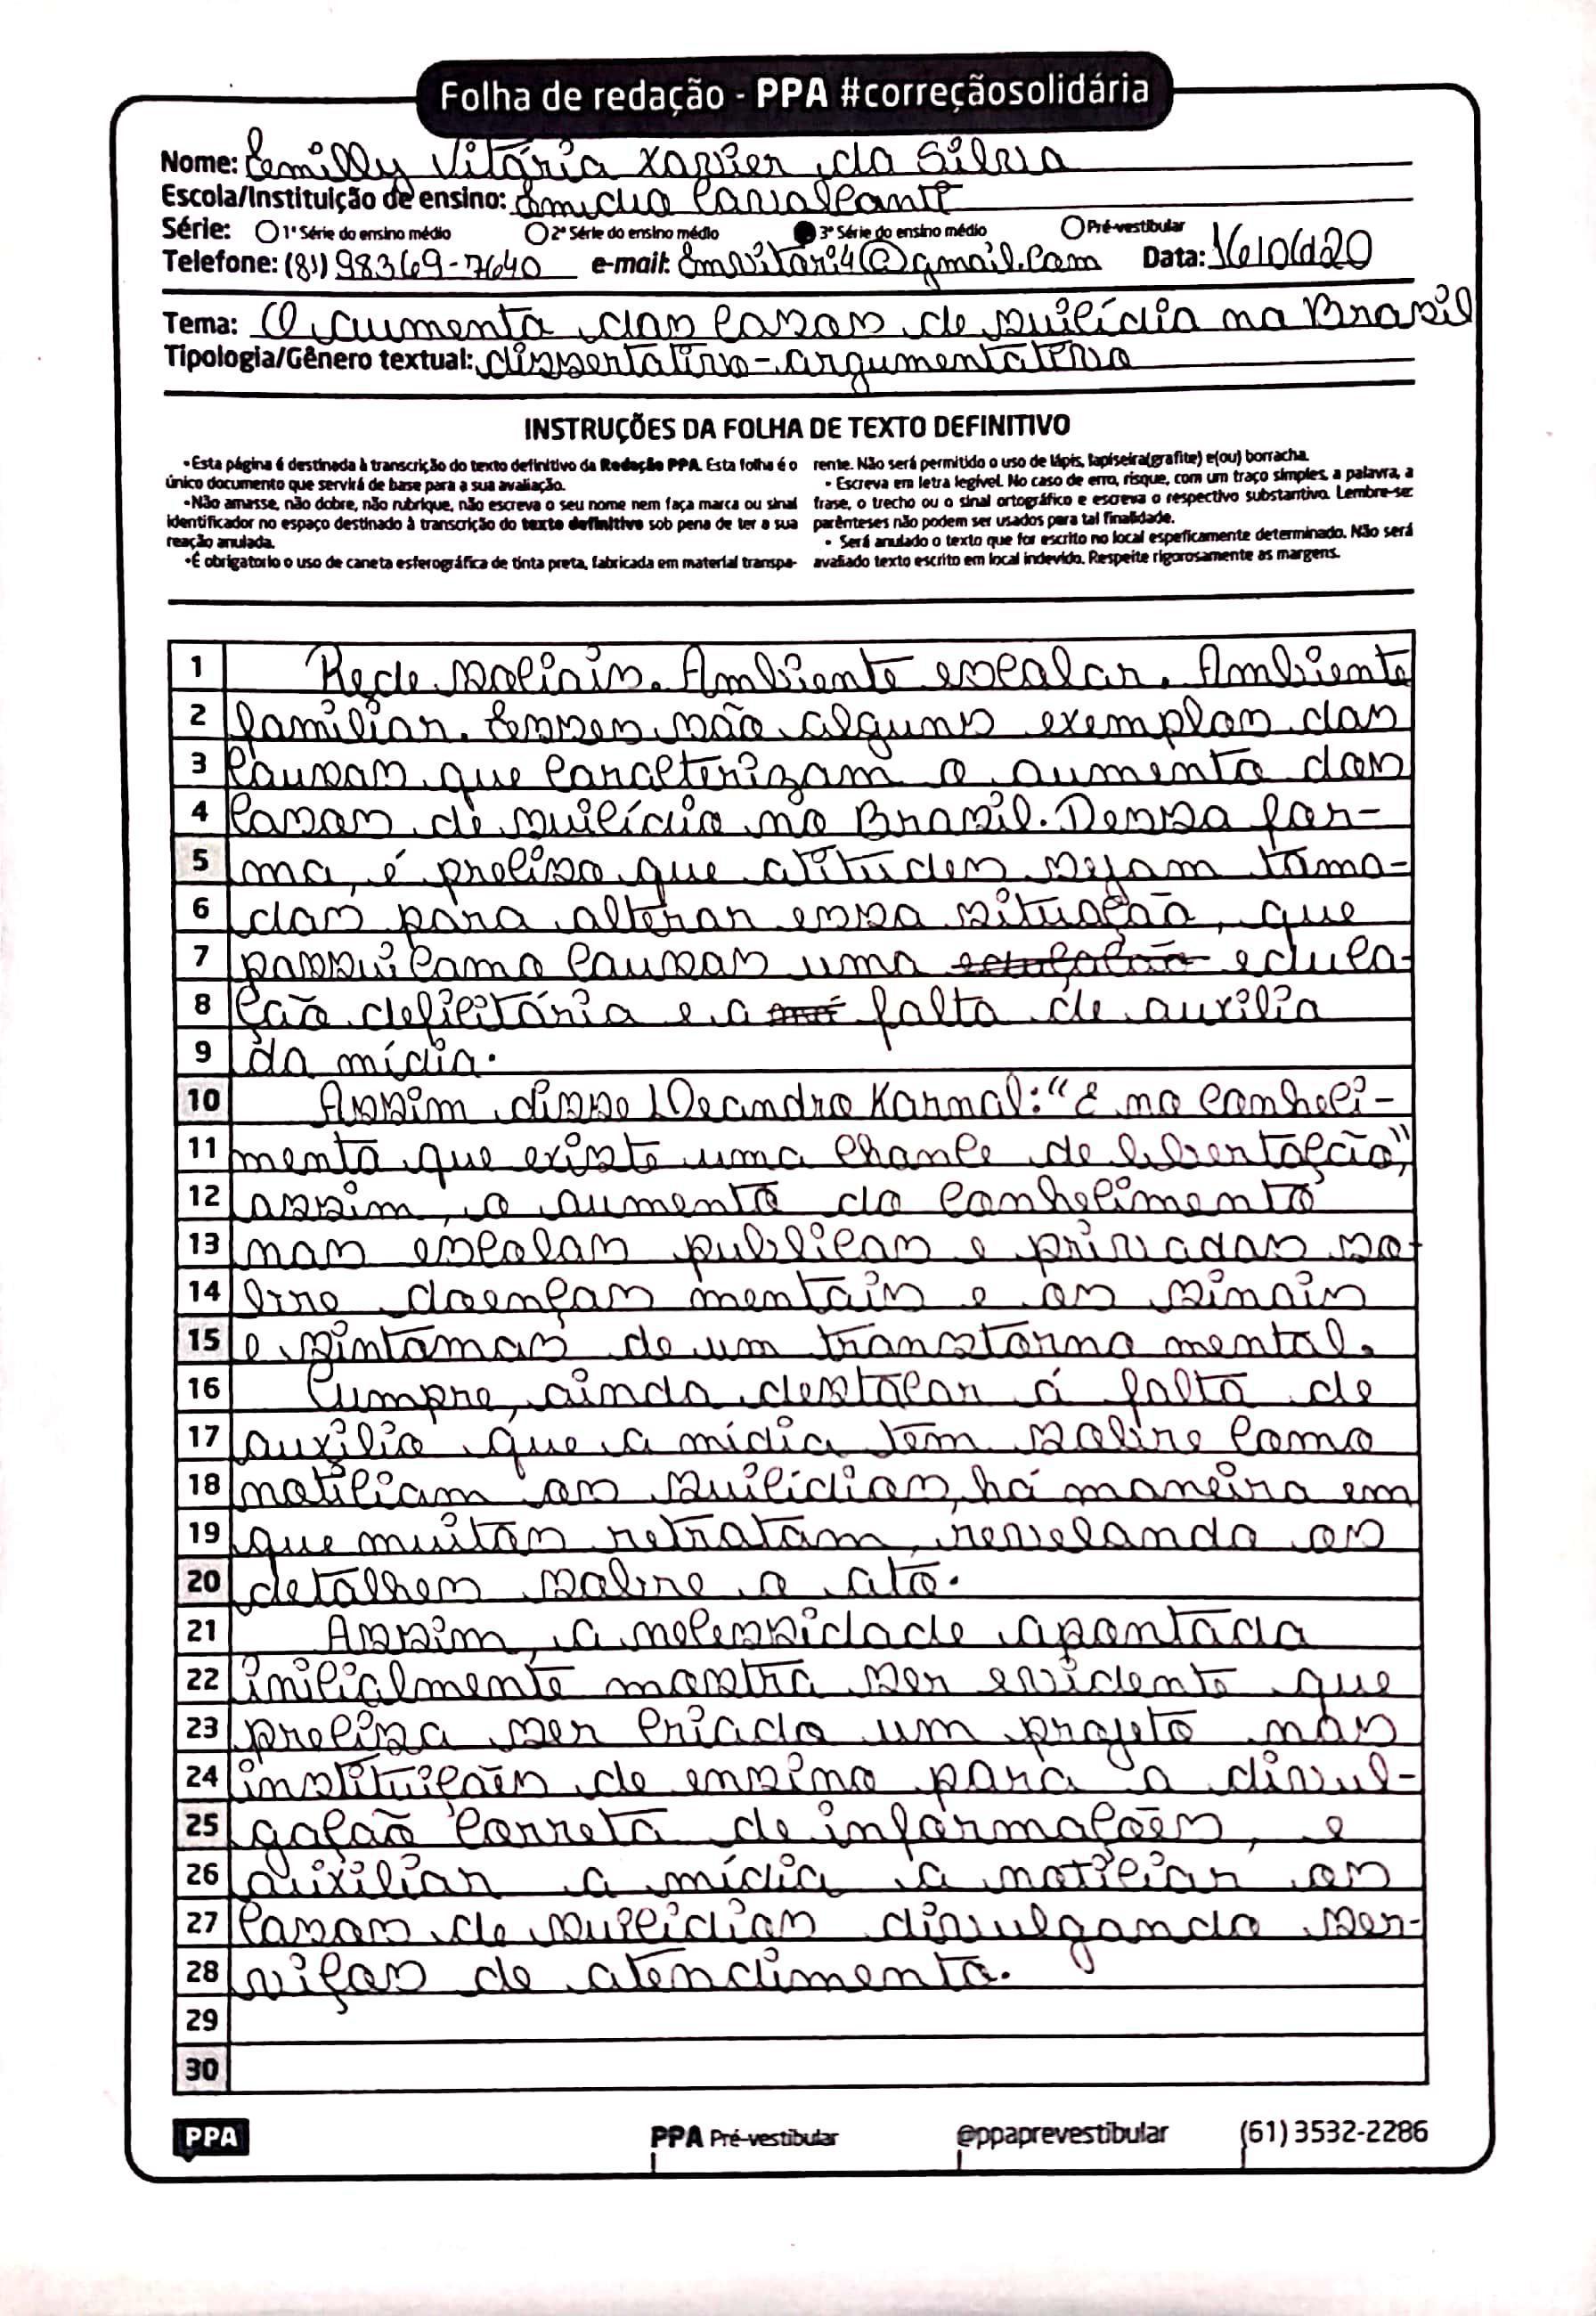 Folha de redação - PPA #correçãosolidária
Nome: Emilly Vitória Xavier da Silva
Escola/Instituição de ensino: Emidio Cavalcanti
Série: 1ª Série do ensino médio 2ª Série do ensino médio 3ª Série do ensino médio Pré-vestibular
Telefone: (81) 98369-7640 e-mail: Emvitori4@gmail.com Data: 16/06/020
Tema: O aumento dos casos de suicídio no Brasil
Tipologia/Gênero textual: dissertativo-argumentativo
INSTRUÇÕES DA FOLHA DE TEXTO DEFINITIVO
•Esta página é destinada à transcrição do texto definitivo da Redação PPA. Esta folha é o
único documento que servirá de base para a sua avaliação.
•Não amasse, não dobre, não rubrique, não escreva o seu nome nem faça marca ou sinal
identificador no espaço destinado à transcrição do texto definitivo sob pena de ter a sua
reação anulada.
•É obrigatorio o uso de caneta esferográfica de tinta preta, fabricada em material transpa-
rente. Não será permitido o uso de lápis, lapiseira(grafite) e(ou) borracha.
• Escreva em letra legível. No caso de erro, risque, com um traço simples, a palavra, a
frase, o trecho ou o sinal ortográfico e escreva o respectivo substantivo. Lembre-se:
parênteses não podem ser usados para tal finalidade.
• Será anulado o texto que for escrito no local espeficamente determinado. Não será
avaliado texto escrito em local indevido. Respeite rigorosamente as margens.
1 Rede sociais. Ambiente escolar. Ambiente
2 familiar. Esses são alguns exemplos das
3 causas que caracterizam o aumento dos
4 casos de suicídio no Brasil. Dessa for-
5 ma, é preciso que atitudes sejam toma-
6 das para alterar essa situação, que
7 possui como causas uma educa-
8 ção deficitária e a falta de auxilio
9 da mídia.
10 Assim disse Leandro Karnal: "É no conheci-
11 mento que existe uma chance de libertação",
12 assim, o aumento do conhecimento
13 nas escolas publicas e privadas so-
14 bre doenças mentais e os sinais
15 e sintomas de um transtorno mental.
16 Cumpre, ainda destacar á falta de
17 auxilio que a mídia tem sobre como
18 noticiam os suicídios, há maneira em
19 que muitos retratam, revelando os
20 detalhes sobre o ato.
21 Assim, a necessidade apontada
22 inicialmente mostra ser evidente que
23 precisa ser criado um projeto nas
24 instituições de ensino para a divul-
25 gação correta de informações, e
26 auxiliar a mídia a noticiar os
27 casos de suicidios divulgando ser-
28 viços de atendimento.
29
30
PPA PPA Pré-vestibular @ppaprevestibular (61) 3532-2286